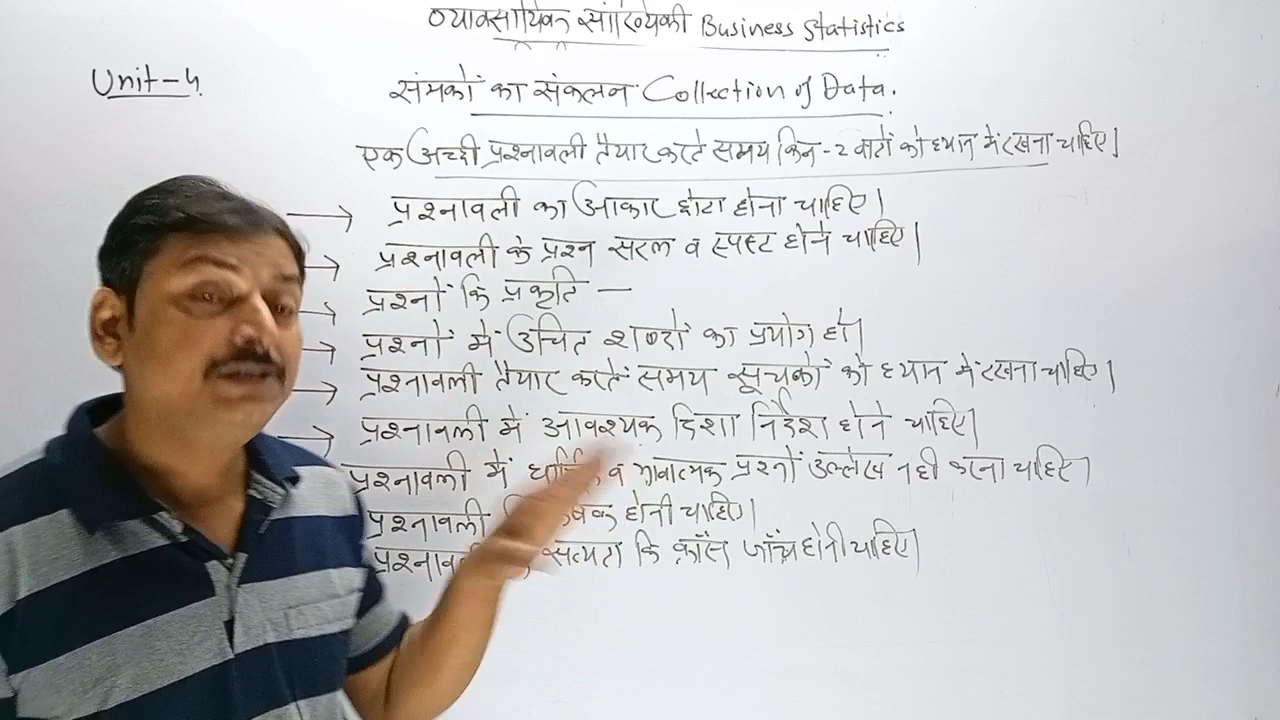 व्यावसायिक सांख्यिकी Business Statistics
Unit-4
संमकों का संकलन Collection of Data.
एक अच्छी प्रश्नावली तैयार करते समय किन-2 बातों को ध्यान में रखना चाहिए।
प्रश्नावली का आकार छोटा होना चाहिए।
प्रश्नावली के प्रश्न सरल व स्पष्ट होने चाहिए।
प्रश्नों कि प्रकृति —
प्रश्नों में उचित शब्दों का प्रयोग हो।
प्रश्नावली तैयार करते समय सूचकों को ध्यान में रखना चाहिए।
प्रश्नावली में आवश्यक दिशा निर्देश होने चाहिए।
प्रश्नावली में व भावात्मक प्रश्नों उल्लेख नही करना चाहिए।
प्रश्नावली होनी चाहिए।
सत्यता कि क्रॉस जाँच होनी चाहिए।